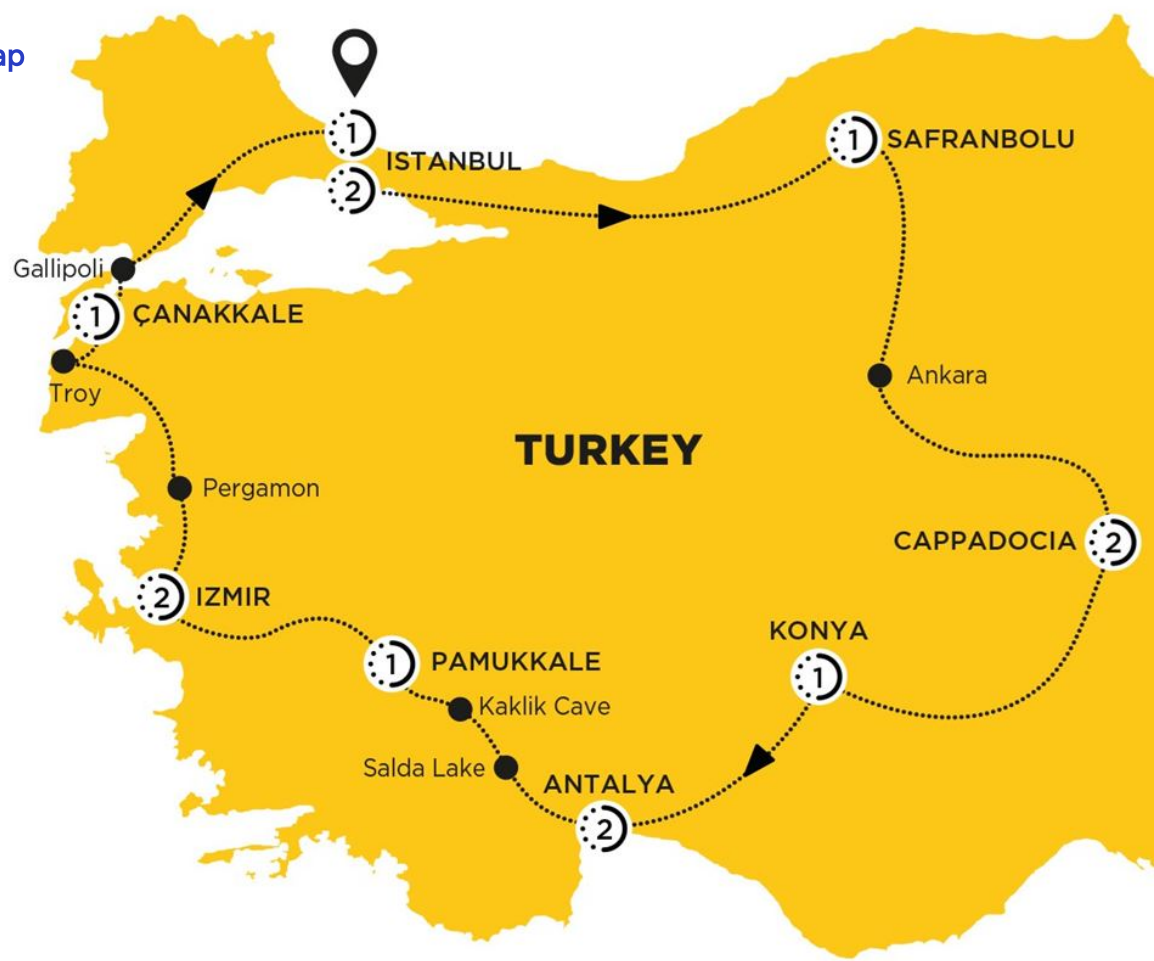 ap
1
ISTANBUL
2
1
SAFRANBOLU
Gallipoli
1
ÇANAKKALE
Troy
Ankara
TURKEY
Pergamon
CAPPADOCIA
2
2
IZMIR
KONYA
1
1
PAMUKKALE
Kaklik Cave
Salda Lake
ANTALYA
2